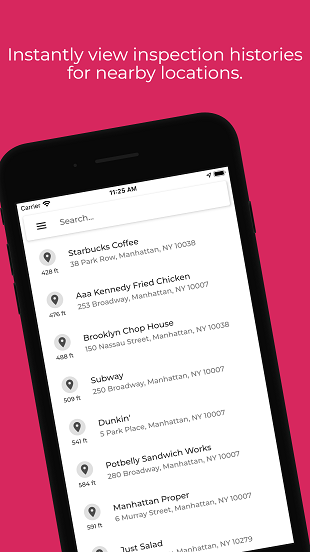 Instantly view inspection histories
for nearby locations.
Carrier
11:25 AM
Search...
Starbucks Coffee
38 Park Row, Manhattan, NY 10038
428 ft
Aaa Kennedy Fried Chicken
253 Broadway, Manhattan, NY 10007
476 ft
Brooklyn Chop House
150 Nassau Street, Manhattan, NY 10038
488 ft
Subway
250 Broadway, Manhattan, NY 10007
509 ft
Dunkin'
5 Park Place, Manhattan, NY 10007
541 ft
Potbelly Sandwich Works
280 Broadway, Manhattan, NY 10007
584 ft
Manhattan Proper
6 Murray Street, Manhattan, NY 10007
591 ft
Just Salad
Manhattan, NY 10279